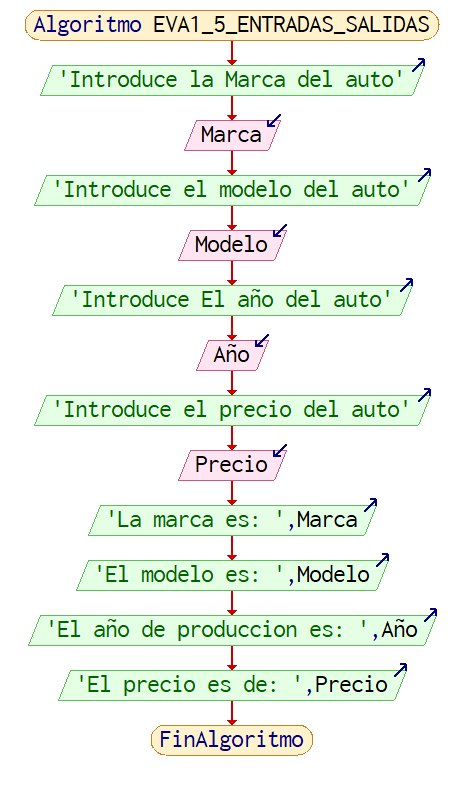 Algoritmo EVA1_5_ENTRADAS_SALIDAS
'Introduce la Marca del auto'
Marca
'Introduce el modelo del auto'
Modelo
'Introduce El año del auto'
Año
'Introduce el precio del auto'
Precio
'La marca es: ',Marca
'El modelo es: ',Modelo
'El año de produccion es: ',Año
'El precio es de: ',Precio
FinAlgoritmo